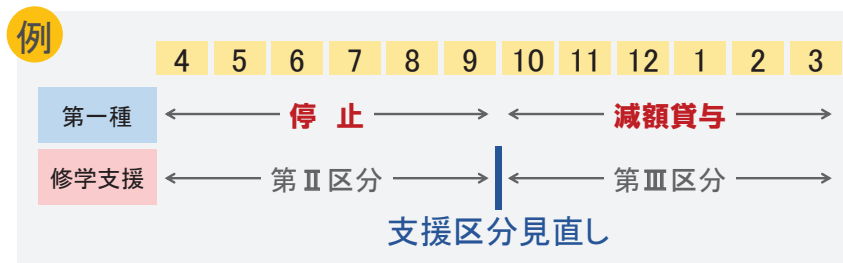 例
4 5 6 7 8 9 10 11 12 1 2 3
第一種 停 止 減額貸与
修学支援 第Ⅱ区分 第Ⅲ区分
支援区分見直し